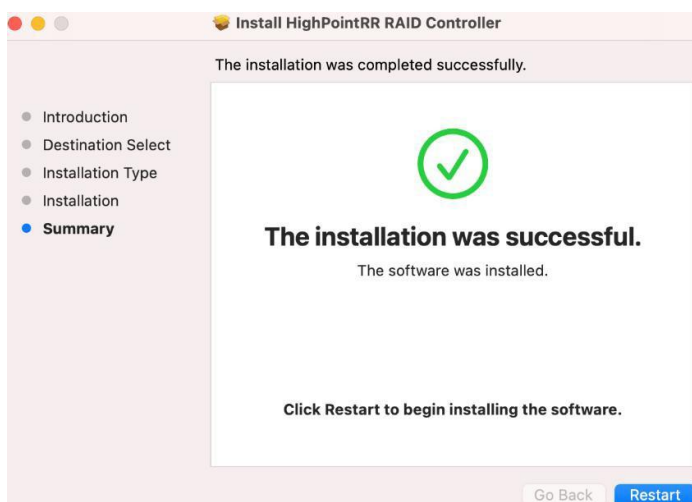 Install HighPointRR RAID Controller
The installation was completed successfully.
Introduction
Destination Select
Installation Type
Installation
Summary
The installation was successful.
The software was installed.
Click Restart to begin installing the software.
Go Back
Restart